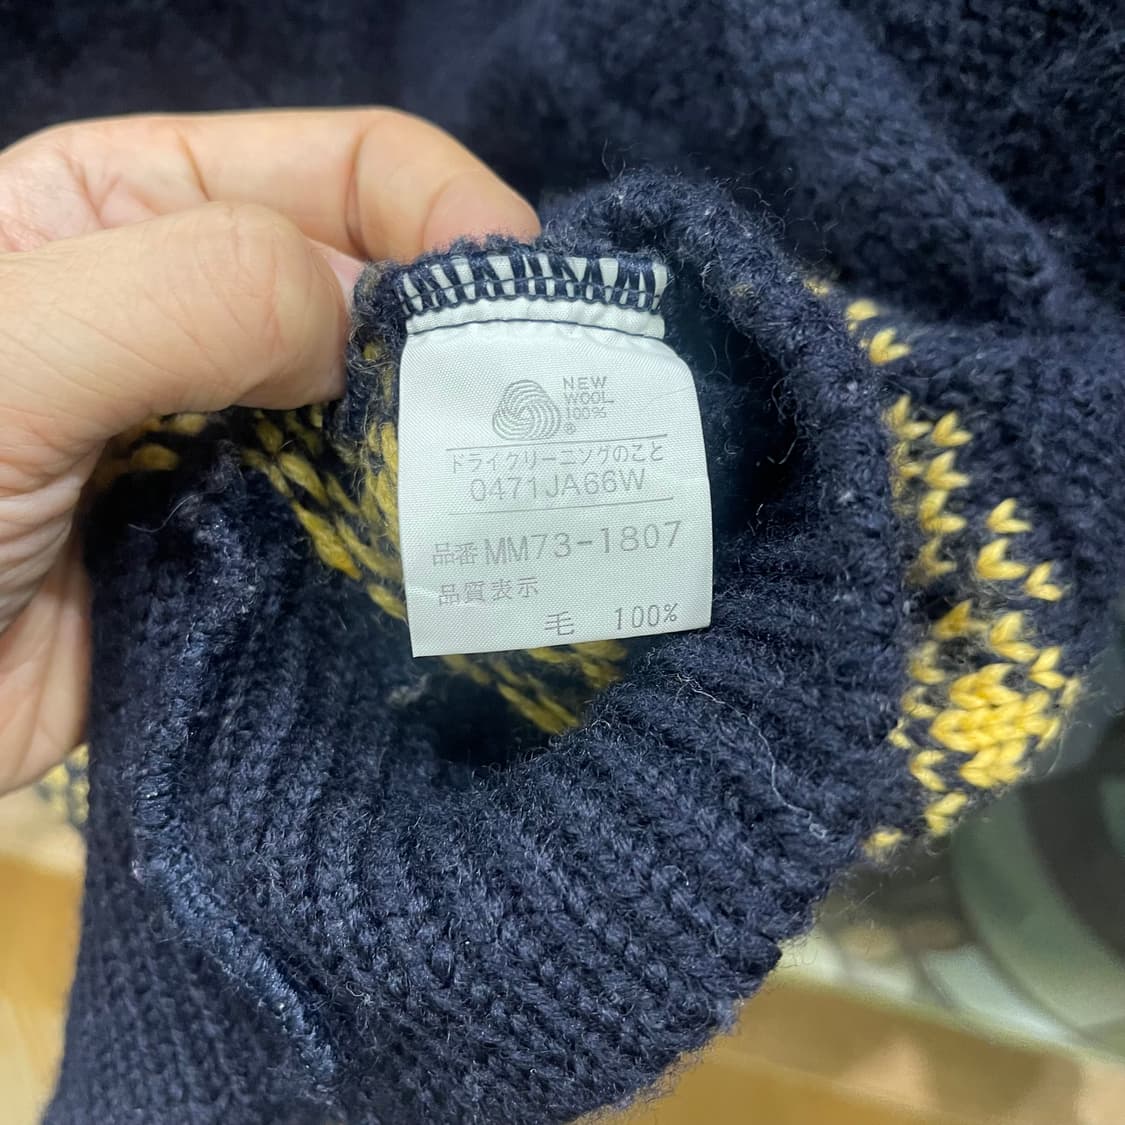 NEW
WOOL
100%
®
ドライクリーニングのこと
0471JA66W
品番 MM73-1807
品質表示
毛 100%